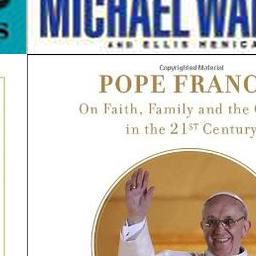 MICHAEL WA
AND ELLIS HENICA
Copyrighted Material
POPE FRANC
On Faith, Family and the
in the 21ST Century